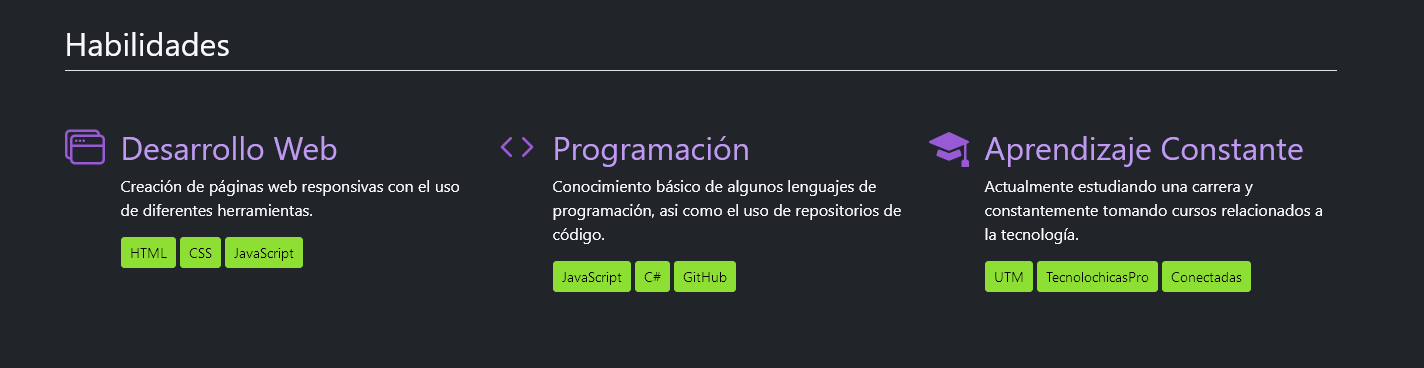 Habilidades
Desarrollo Web
Creación de páginas web responsivas con el uso
de diferentes herramientas.
HTML CSS JavaScript
Programación
Conocimiento básico de algunos lenguajes de
programación, asi como el uso de repositorios de
código.
JavaScript C# GitHub
Aprendizaje Constante
Actualmente estudiando una carrera y
constantemente tomando cursos relacionados a
la tecnología.
UTM TecnolochicasPro Conectadas